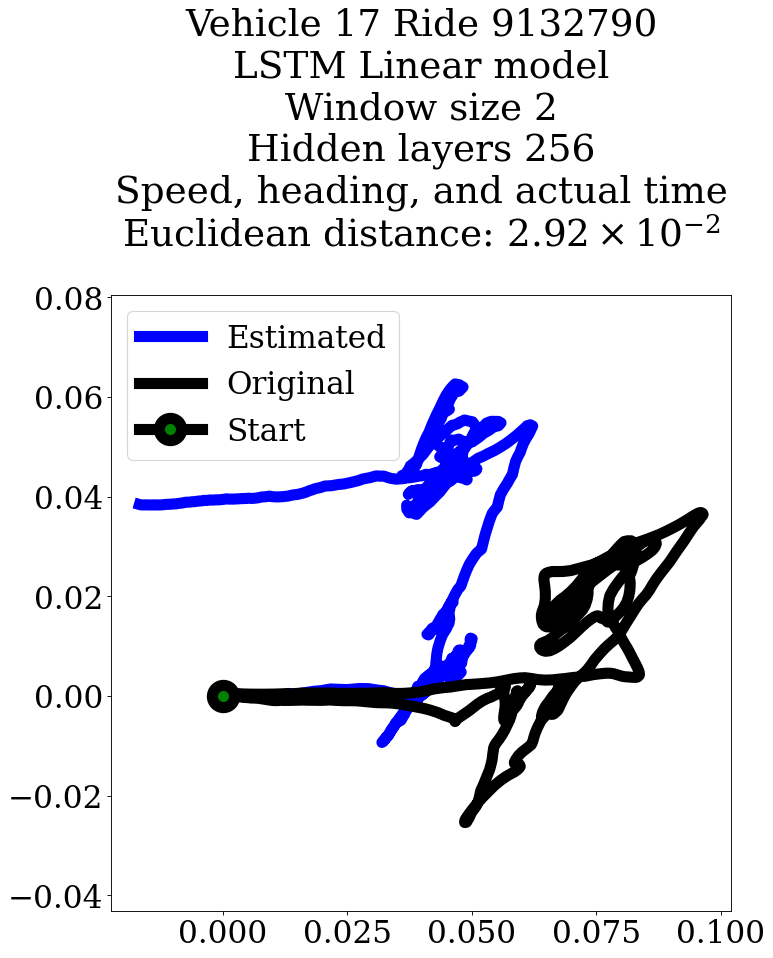 Vehicle 17 Ride 9132790
LSTM Linear model
Window size 2
Hidden layers 256
Speed, heading, and actual time
Euclidean distance: 2.92 × 10⁻²
0.08
0.06
0.04
0.02
0.00
−0.02
−0.04
Estimated
Original
Start
0.000 0.025 0.050 0.075 0.100